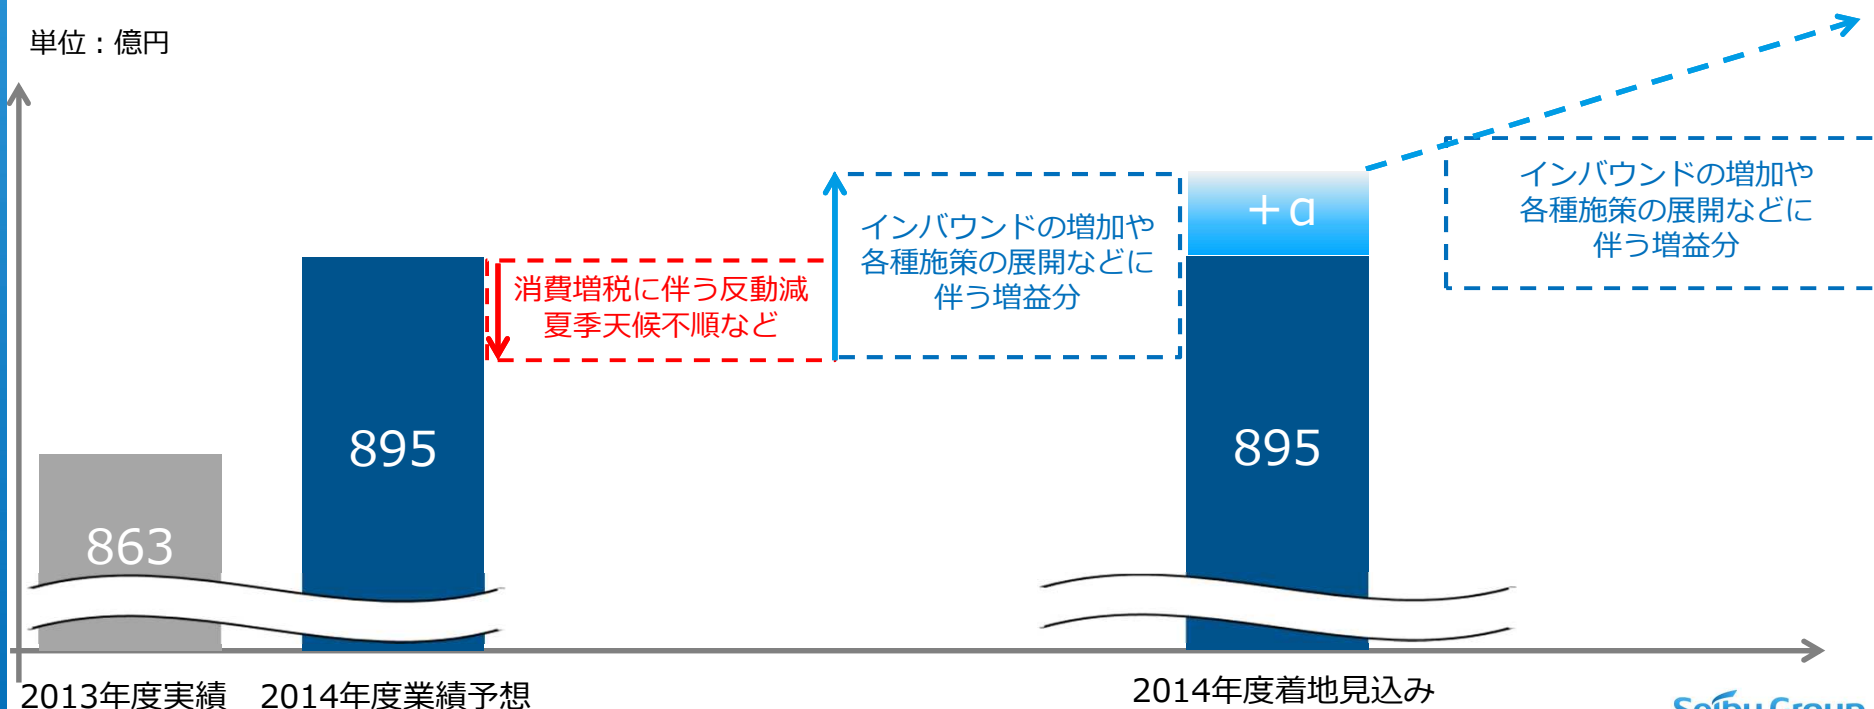 単位：億円
インバウンドの増加や
各種施策の展開などに
伴う増益分
＋α
インバウンドの増加や
各種施策の展開などに
伴う増益分
消費増税に伴う反動減
夏季天候不順など
895
895
863
2013年度実績
2014年度業績予想
2014年度着地見込み
Seibu Group